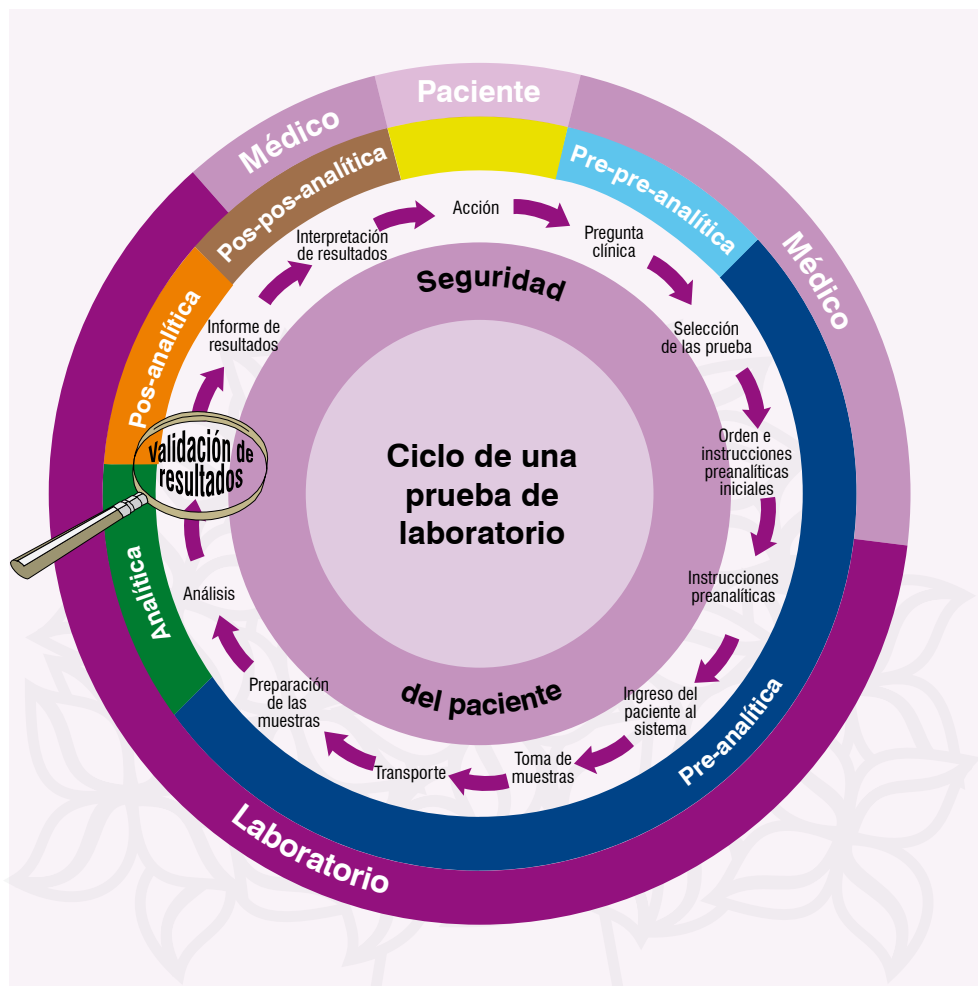 Paciente
Médico
Médico
Laboratorio
Pre-pre-analítica
Pre-analítica
Analítica
Pos-analítica
Pos-pos-analítica
Acción
Pregunta
clínica
Selección
de las prueba
Orden e
instrucciones
preanalíticas
iniciales
Instrucciones
preanalíticas
Ingreso del
paciente al
sistema
Toma de
muestras
Transporte
Preparación
de las
muestras
Análisis
Validación de
resultados
Informe de
resultados
Interpretación
de resultados
Seguridad
del paciente
Ciclo de una
prueba de
laboratorio